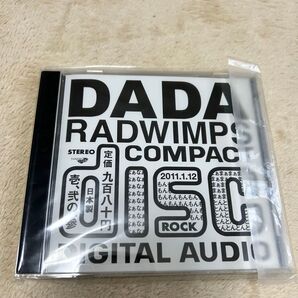 DADA
RADWIMPS
STEREO
COMPAC
定価 九百八十円
日本製
壱、弐の、参
disc
2011.1.12
ROCK
DIGITAL AUDIO